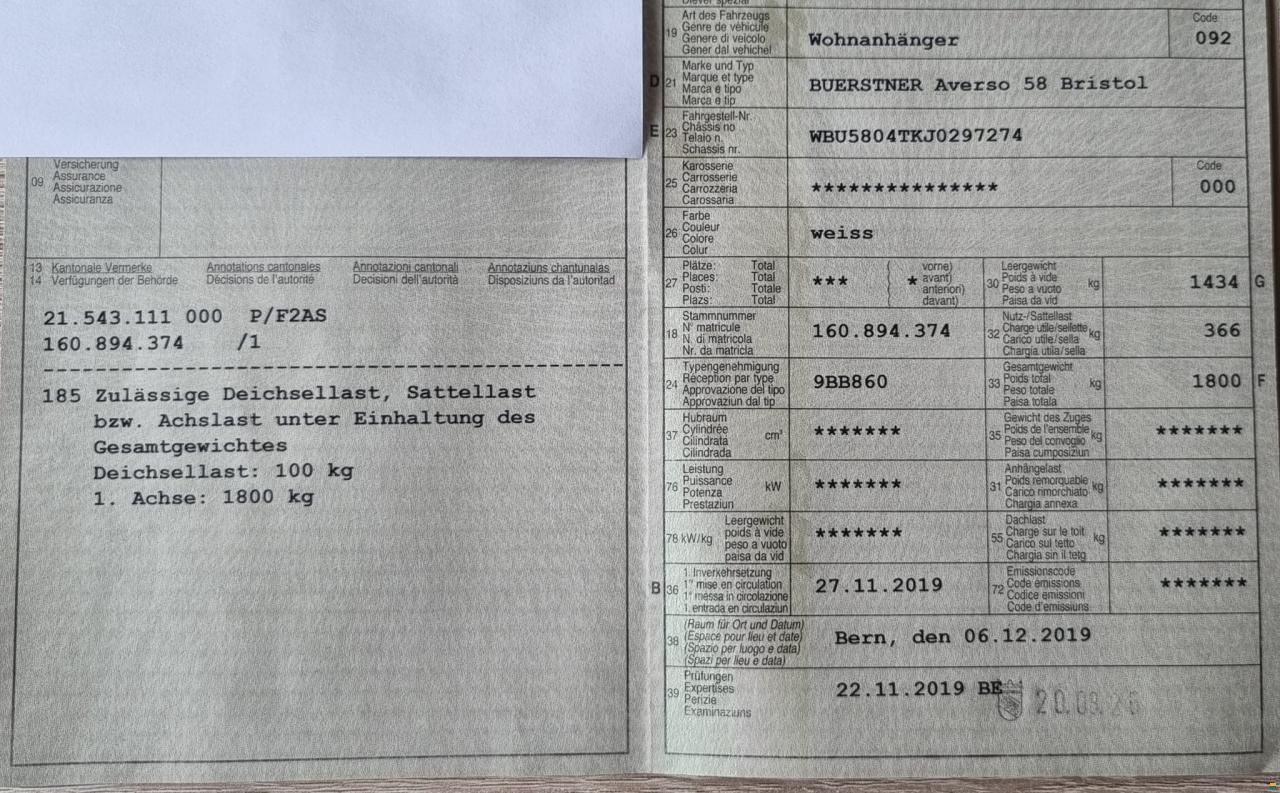 09
Versicherung
Assurance
Assicurazione
Assicuranza
13 Kantonale Vermerke Annotations cantonales Annotazioni cantonali Annotaziuns chantunalas
14 Verfügungen der Behörde Décisions de l'autorité Decisioni dell'autorità Disposiziuns da l'autoritad
21.543.111 000 P/F2AS
160.894.374 /1
185 Zulässige Deichsellast, Sattellast
bzw. Achslast unter Einhaltung des
Gesamtgewichtes
Deichsellast: 100 kg
1. Achse: 1800 kg
19
Art des Fahrzeugs
Genre de véhicule
Genere di veicolo
Gener dal vehichel
Wohnanhänger
Code
092
D 21
Marke und Typ
Marque et type
Marca e tipo
Marca e tip
BUERSTNER Averso 58 Bristol
E 23
Fahrgestell-Nr.
Châssis no
Telaio n.
Schassis nr.
WBU5804TKJ0297274
25
Karosserie
Carrosserie
Carrozzeria
Carossaria
***************
Code
000
26
Farbe
Couleur
Colore
Colur
weiss
27
Plätze: Total
Places: Total
Posti: Totale
Plazs: Total
***
*
vorne)
avant)
anteriori)
davant)
30
Leergewicht
Poids à vide
Peso a vuoto
Paisa da vid
kg
1434 G
18
Stammnummer
N° matricule
N. di matricola
Nr. da matricla
160.894.374
32
Nutz-/Sattellast
Charge utile/sellette
Carico utile/sella
Chargia utila/sella
kg
366
24
Typengenehmigung
Réception par type
Approvazione del tipo
Approvaziun dal tip
9BB860
33
Gesamtgewicht
Poids total
Peso totale
Paisa totala
kg
1800 F
37
Hubraum
Cylindrée
Cilindrata
Cilindrada
cm³
*******
35
Gewicht des Zuges
Poids de l'ensemble
Peso del convoglio
Paisa cumposiziun
kg
*******
76
Leistung
Puissance
Potenza
Prestaziun
kW
*******
31
Anhängelast
Poids remorquable
Carico rimorchiato
Chargia annexa
kg
*******
78 kW/kg
Leergewicht
poids à vide
peso a vuoto
paisa da vid
*******
55
Dachlast
Charge sur le toit
Carico sul tetto
Chargia sin il tetg
kg
*******
B 36
1. Inverkehrsetzung
1re mise en circulation
1a messa in circolazione
1. entrada en circulaziun
27.11.2019
72
Emissionscode
Code émissions
Codice emissioni
Code d'emissiuns
*******
38
(Raum für Ort und Datum)
(Espace pour lieu et date)
(Spazio per luogo e data)
(Spazi per lieu e data)
Bern, den 06.12.2019
39
Prüfungen
Expertises
Perizie
Examinaziuns
22.11.2019 BE